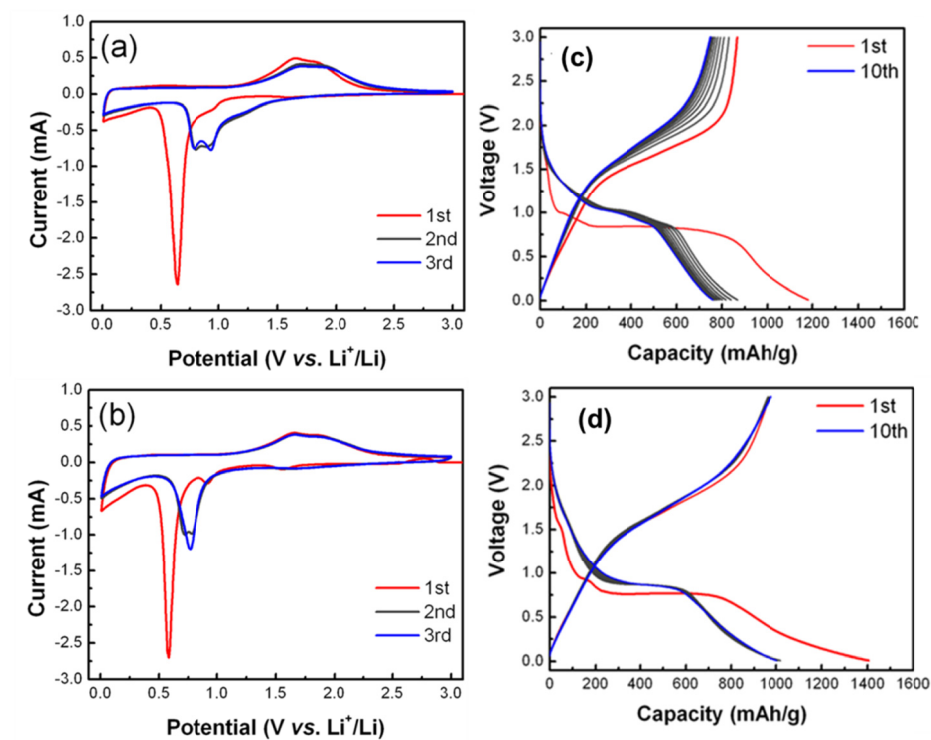 (a)
1.0
0.5
0.0
-0.5
-1.0
-1.5
-2.0
-2.5
-3.0
Current (mA)
1st
2nd
3rd
0.0 0.5 1.0 1.5 2.0 2.5 3.0
Potential (V vs. Li⁺/Li)
(c)
3.0
2.5
2.0
1.5
1.0
0.5
0.0
Voltage (V)
1st
10th
0 200 400 600 800 1000 1200 1400 1600
Capacity (mAh/g)
(b)
1.0
0.5
0.0
-0.5
-1.0
-1.5
-2.0
-2.5
-3.0
Current (mA)
1st
2nd
3rd
0.0 0.5 1.0 1.5 2.0 2.5 3.0
Potential (V vs. Li⁺/Li)
(d)
3.0
2.5
2.0
1.5
1.0
0.5
0.0
Voltage (V)
1st
10th
0 200 400 600 800 1000 1200 1400 1600
Capacity (mAh/g)